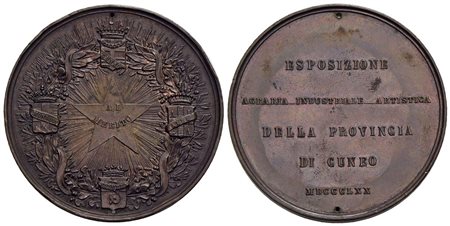 AL
MERITO
ESPOSIZIONE
AGRARIA INDUSTRIALE ARTISTICA
DELLA PROVINCIA
DI CUNEO
MDCCCLXX